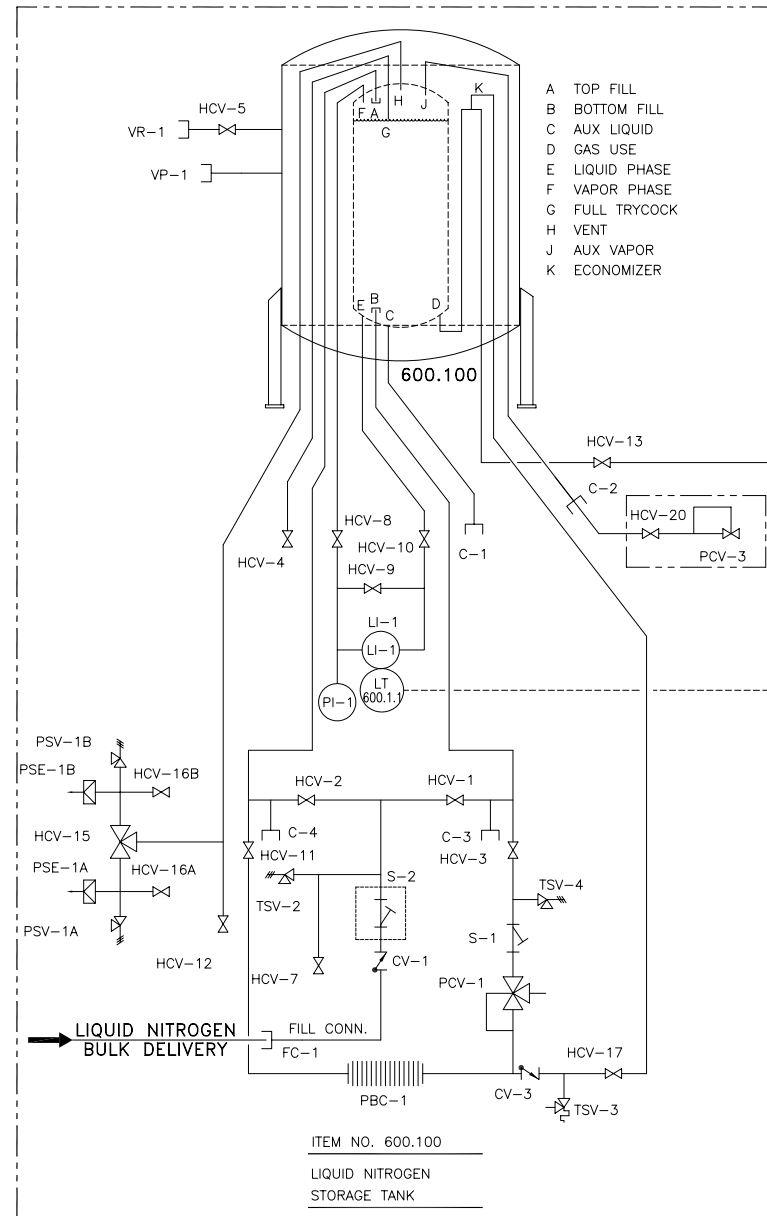 HCV-5
VR-1
VP-1
K
H
J
F
A
G
A TOP FILL
B BOTTOM FILL
C AUX LIQUID
D GAS USE
E LIQUID PHASE
F VAPOR PHASE
G FULL TRYCOCK
H VENT
J AUX VAPOR
K ECONOMIZER
B
E
C
D
600.100
HCV-13
C-2
HCV-20
PCV-3
HCV-8
HCV-4
HCV-10
C-1
HCV-9
LI-1
LI-1
LT
600.1.1
PI-1
PSV-1B
PSE-1B
HCV-16B
HCV-2
HCV-1
HCV-15
C-4
C-3
HCV-11
HCV-3
PSE-1A
HCV-16A
S-2
TSV-2
TSV-4
PSV-1A
S-1
HCV-12
CV-1
HCV-7
PCV-1
LIQUID NITROGEN
BULK DELIVERY
FILL CONN.
FC-1
HCV-17
PBC-1
CV-3
TSV-3
ITEM NO. 600.100
LIQUID NITROGEN
STORAGE TANK